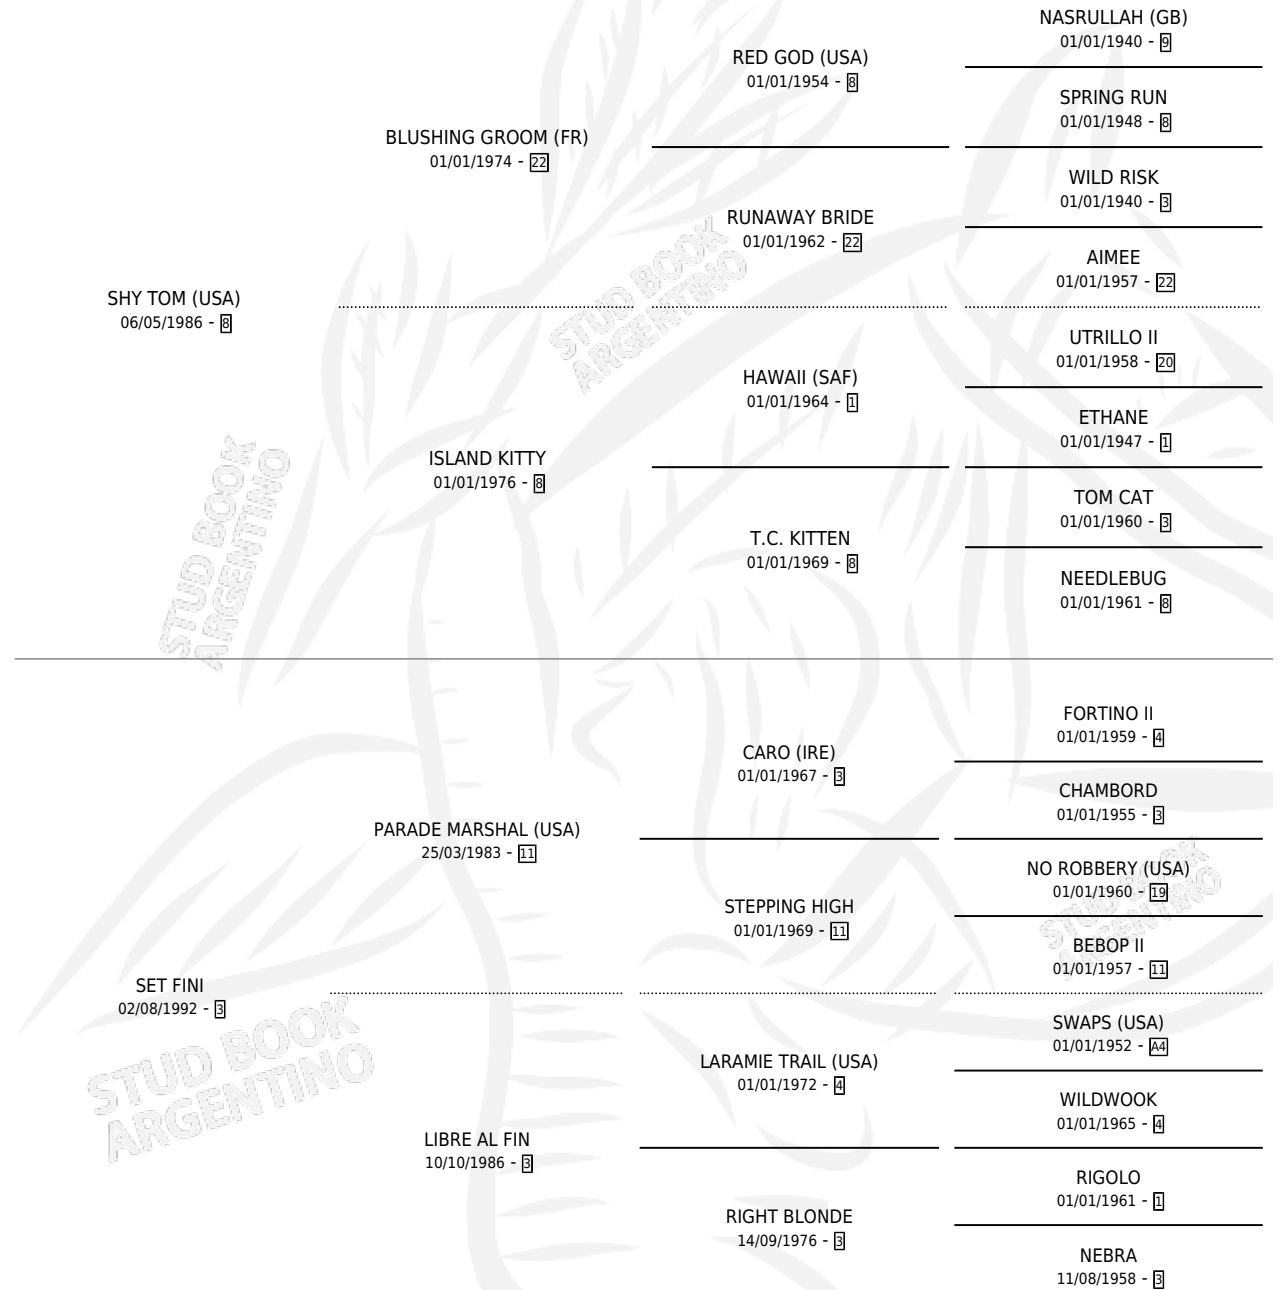 NASRULLAH (GB)
01/01/1940 - 9
RED GOD (USA)
01/01/1954 - 8
SPRING RUN
01/01/1948 - 8
BLUSHING GROOM (FR)
01/01/1974 - 22
WILD RISK
01/01/1940 - 3
RUNAWAY BRIDE
01/01/1962 - 22
AIMEE
01/01/1957 - 22
SHY TOM (USA)
06/05/1986 - 8
STUD BOOK
ARGENTINO
UTRILLO II
01/01/1958 - 20
HAWAII (SAF)
01/01/1964 - 1
ETHANE
01/01/1947 - 1
ISLAND KITTY
01/01/1976 - 8
TOM CAT
01/01/1960 - 3
T.C. KITTEN
01/01/1969 - 8
NEEDLEBUG
01/01/1961 - 8
STUD BOOK
ARGENTINO
FORTINO II
01/01/1959 - 4
CARO (IRE)
01/01/1967 - 3
CHAMBORD
01/01/1955 - 3
PARADE MARSHAL (USA)
25/03/1983 - 11
NO ROBBERY (USA)
01/01/1960 - 19
STEPPING HIGH
01/01/1969 - 11
STUD BOOK
ARGENTINO
BEBOP II
01/01/1957 - 11
SET FINI
02/08/1992 - 3
SWAPS (USA)
01/01/1952 - A4
LARAMIE TRAIL (USA)
01/01/1972 - 4
STUD BOOK
ARGENTINO
WILDWOOK
01/01/1965 - 4
LIBRE AL FIN
10/10/1986 - 3
RIGOLO
01/01/1961 - 1
RIGHT BLONDE
14/09/1976 - 3
NEBRA
11/08/1958 - 3